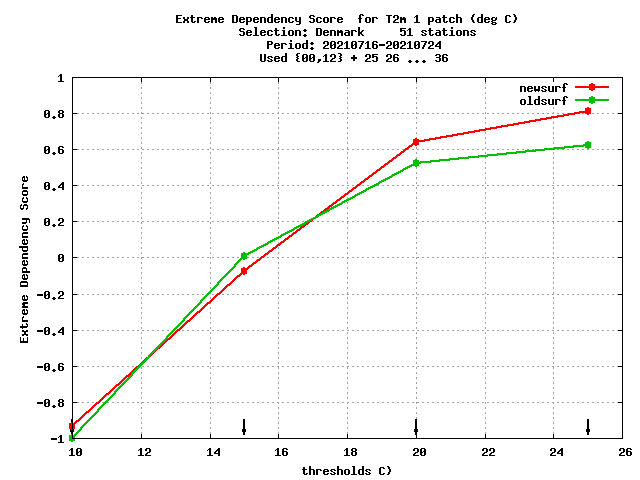 Extreme Dependency Score  for T2m 1 patch (deg C)
Selection: Denmark     51 stations
Period: 20210716-20210724
Used {00,12} + 25 26 ... 36
newsurf
oldsurf
Extreme Dependency Score
1
0.8
0.6
0.4
0.2
0
-0.2
-0.4
-0.6
-0.8
-1
10 12 14 16 18 20 22 24 26
thresholds C)